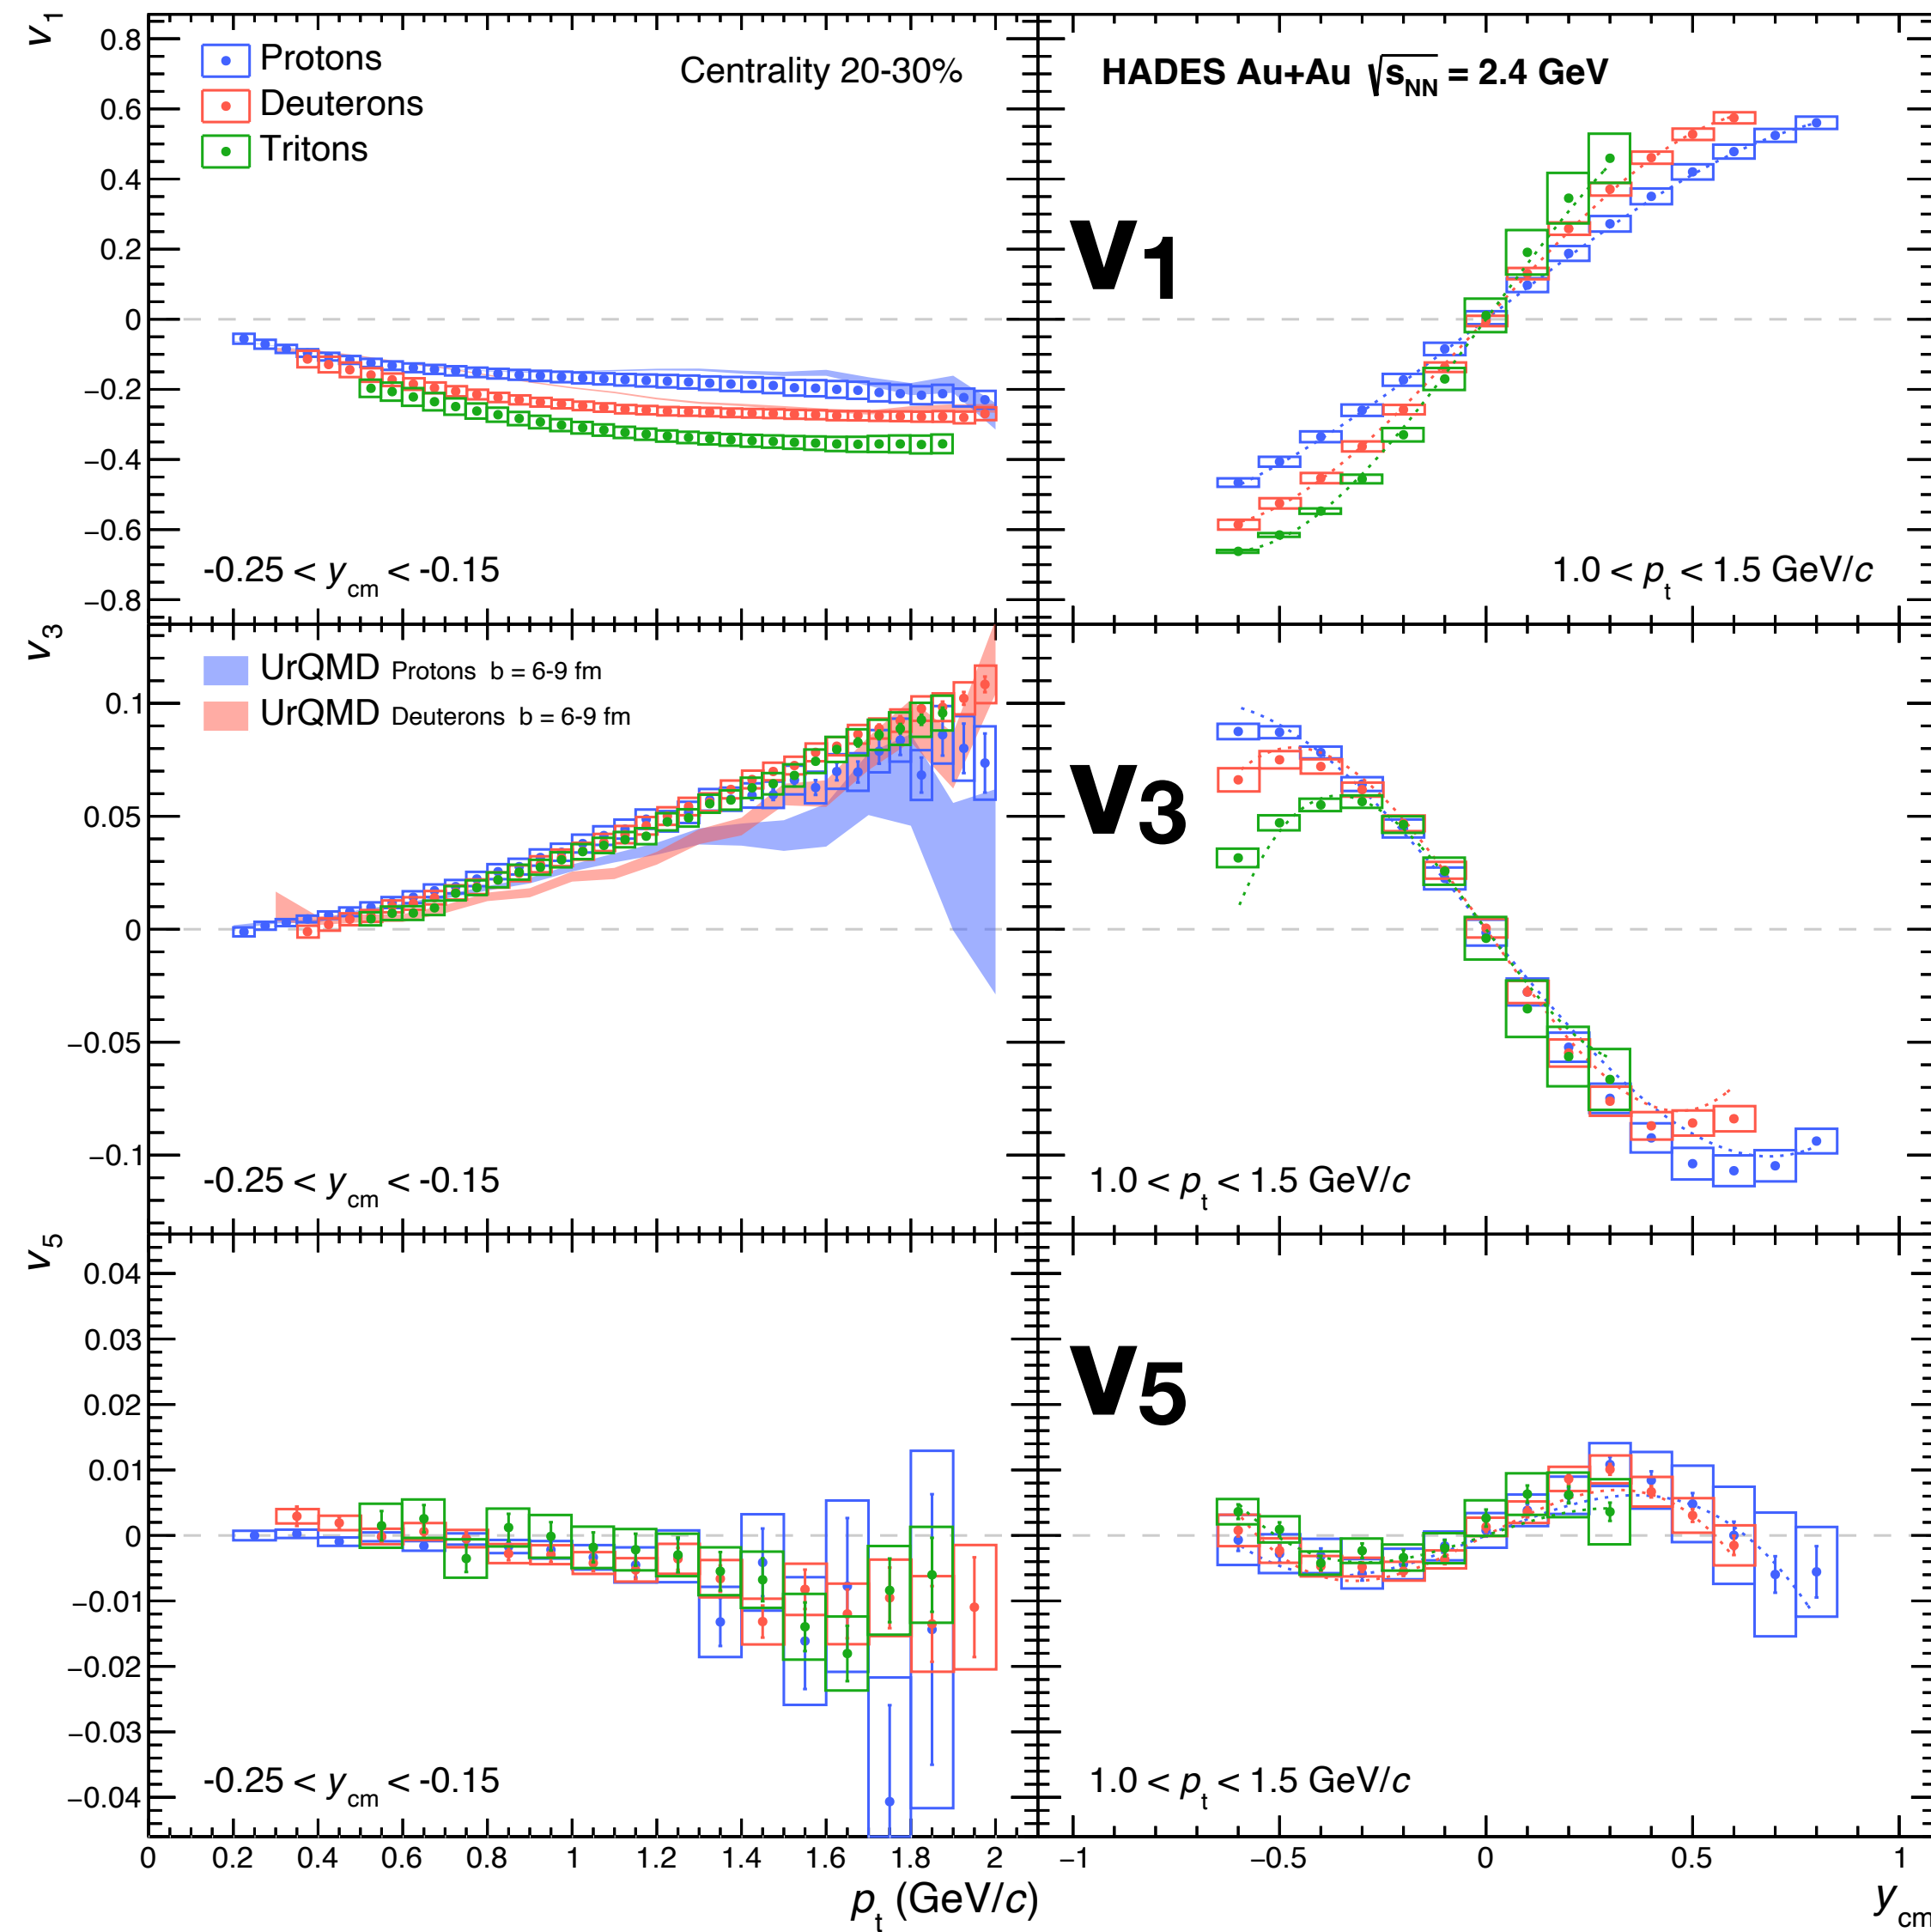 v1
0.8
0.6
0.4
0.2
0
−0.2
−0.4
−0.6
−0.8
Protons
Deuterons
Tritons
Centrality 20-30%
-0.25 < ycm < -0.15
HADES Au+Au √sNN = 2.4 GeV
v1
1.0 < pt < 1.5 GeV/c
v3
0.1
0.05
0
−0.05
−0.1
UrQMD Protons b = 6-9 fm
UrQMD Deuterons b = 6-9 fm
-0.25 < ycm < -0.15
v3
1.0 < pt < 1.5 GeV/c
v5
0.04
0.03
0.02
0.01
0
−0.01
−0.02
−0.03
−0.04
-0.25 < ycm < -0.15
v5
1.0 < pt < 1.5 GeV/c
0 0.2 0.4 0.6 0.8 1 1.2 1.4 1.6 1.8 2
pt (GeV/c)
−1 −0.5 0 0.5 1
ycm